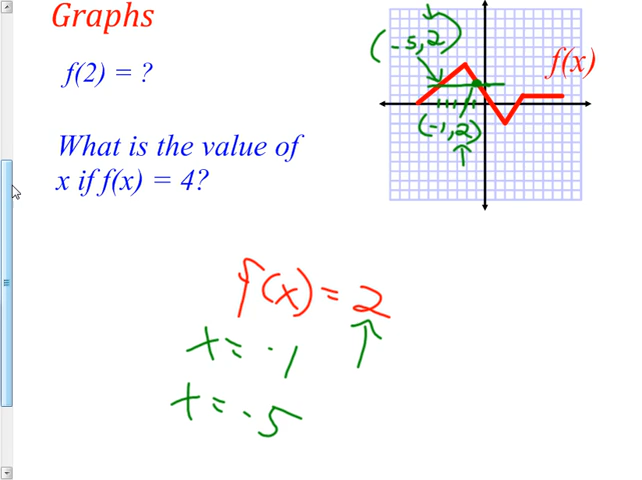 Graphs
f(2) = ?
What is the value of
x if f(x) = 4?
(-5, 2)
f(x)
(-1, 2)
f(x) = 2
x = -1
x = -5